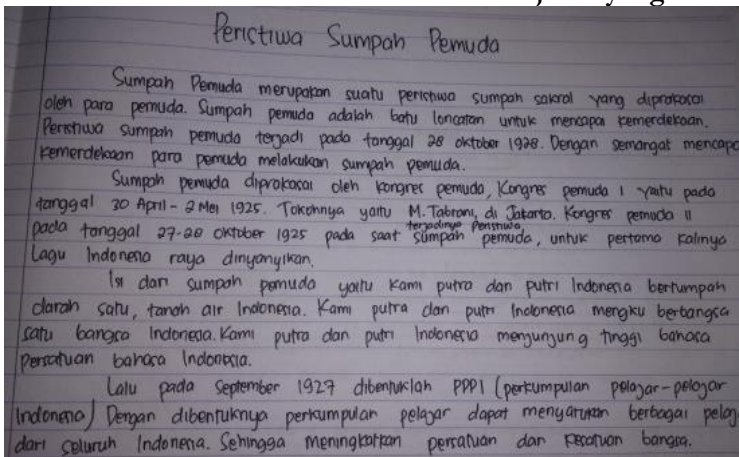 Peristiwa Sumpah Pemuda
Sumpah Pemuda merupakan suatu peristiwa sumpah sakral yang diprakasai
oleh para pemuda. Sumpah pemuda adalah batu loncatan untuk mencapai kemerdekaan.
Peristiwa sumpah pemuda terjadi pada tanggal 28 oktober 1928. Dengan semangat mencapa
kemerdekaan para pemuda melakukan sumpah pemuda.
Sumpah pemuda diprakasai oleh kongres pemuda, Kongres pemuda I yaitu pada
tanggal 30 April - 2 Mei 1925. Tokohnya yaitu M. Tabrani, di Jakarta. Kongres pemuda II
pada tanggal 27-28 Oktober 1925 pada saat terjadinya Peristiwa sumpah pemuda, untuk pertama kalinya
Lagu Indonesia raya dinyanyikan.
Isi dari sumpah pemuda yaitu Kami putra dan putri Indonesia bertumpah
darah satu, tanah air Indonesia. Kami putra dan putri Indonesia mengku berbangsa
satu bangsa Indonesia. Kami putra dan putri Indonesia menjunjung tinggi bahasa
Persatuan bahasa Indonesia.
Lalu pada September 1927 dibentuklah PPPI (perkumpulan pelajar-pelajar
Indonesia) Dengan dibentuknya perkumpulan pelajar dapat menyatukan berbagai pelaj
dari seluruh Indonesia. Sehingga meningkatkan persatuan dan kesatuan bangsa.